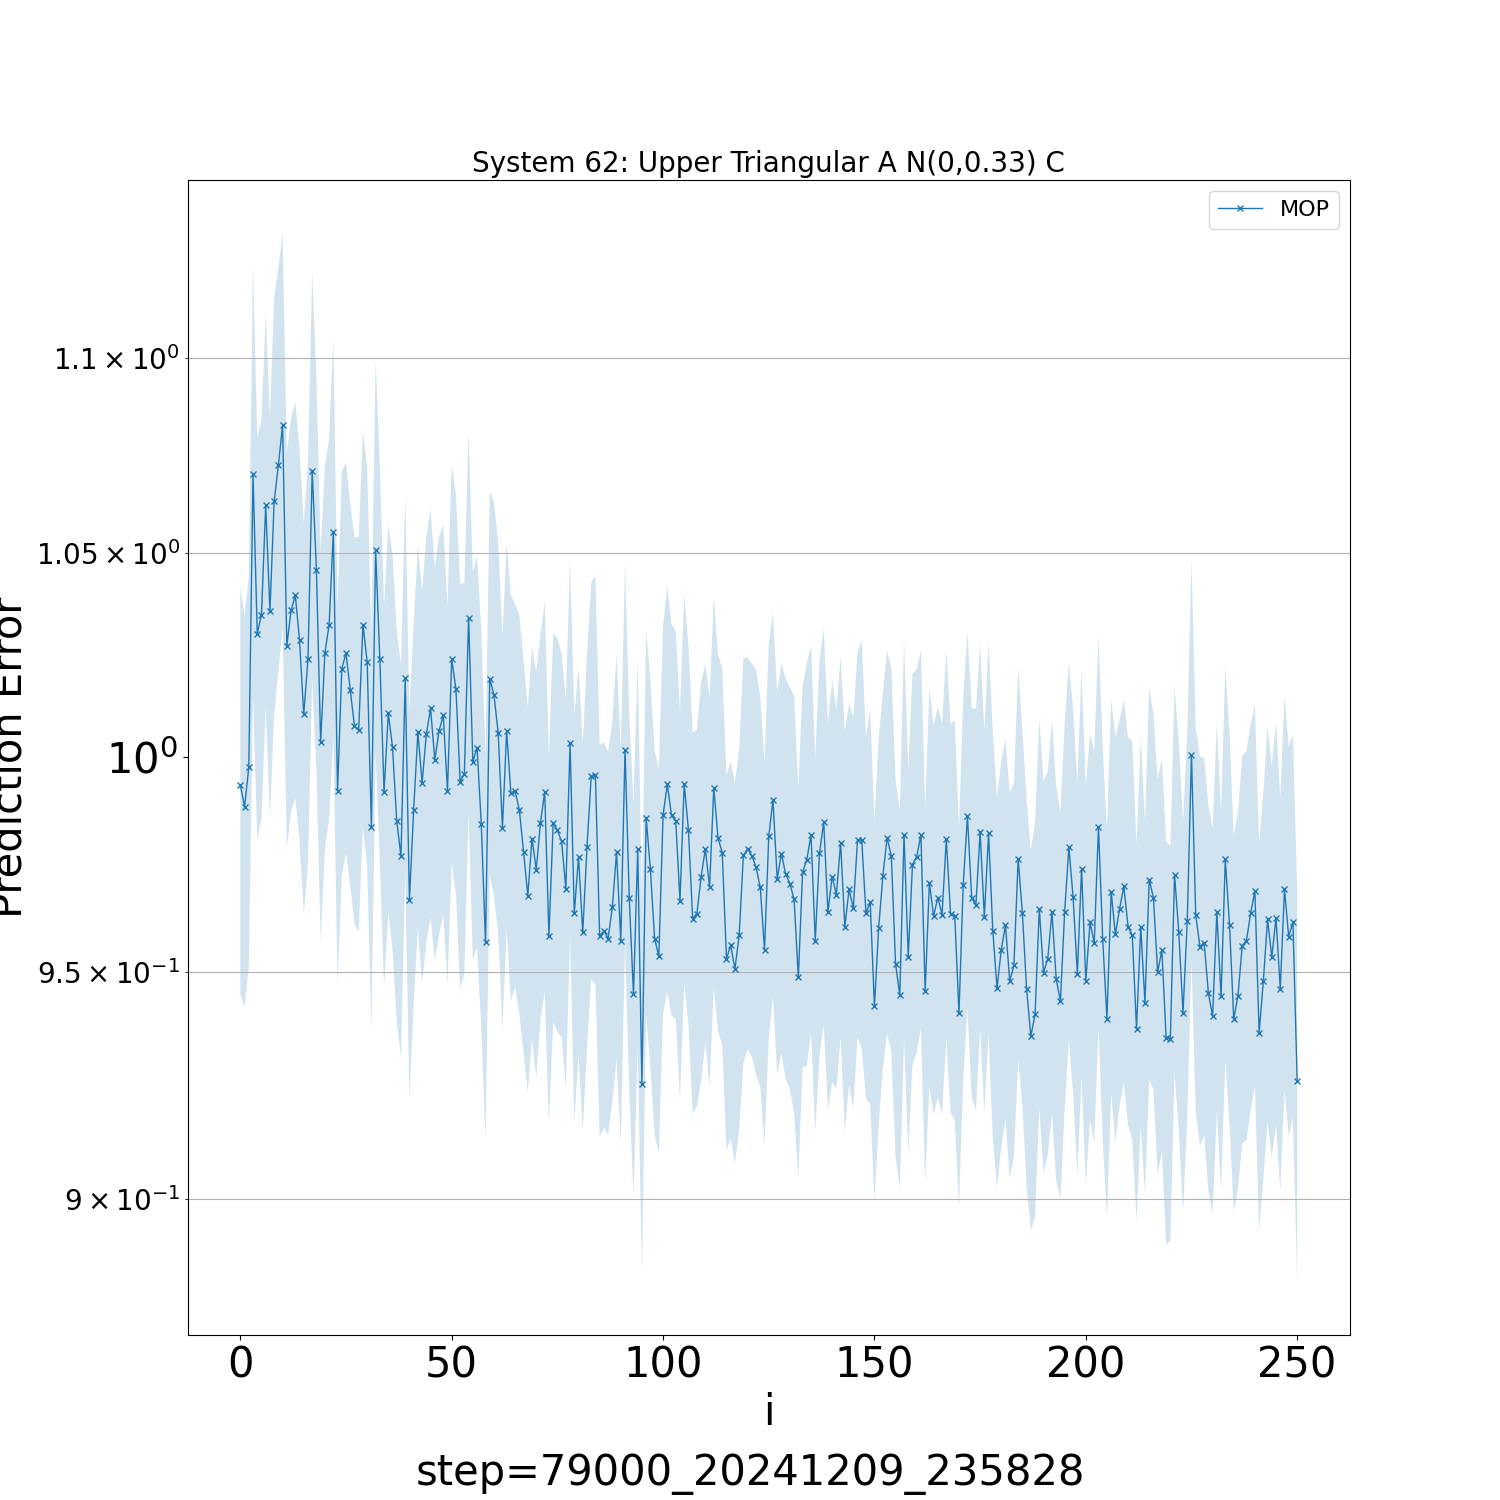 System 62: Upper Triangular A N(0,0.33) C
MOP
Prediction Error
1.1 × 10⁰
1.05 × 10⁰
10⁰
9.5 × 10⁻¹
9 × 10⁻¹
0 50 100 150 200 250
i
step=79000_20241209_235828